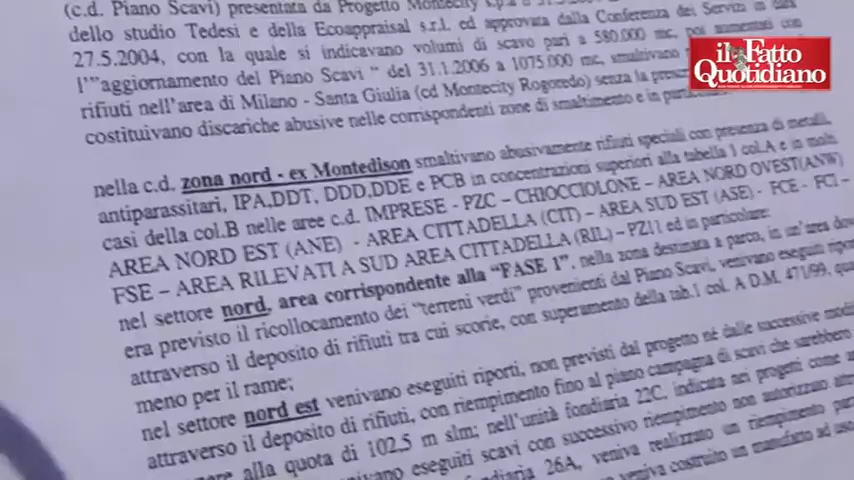 (c.d. Piano Scavi) presentata da Progetto Montecity s.p.a
dello studio Tedesi e della Ecoappraisal s.r.l. ed approvata dalla Conferenza dei Servizi in data
27.5.2004, con la quale si indicavano volumi di scavo pari a 580.000 mc, poi aumentati con
l'"aggiornamento del Piano Scavi " del 31.1.2006 a 1075.000 mc, smaltivano
rifiuti nell'area di Milano - Santa Giulia (cd Montecity Rogoredo) senza la
costituivano discariche abusive nelle corrispondenti zone di smaltimento e in
nella c.d. zona nord - ex Montedison smaltivano abusivamente rifiuti speciali con presenza di metalli,
antiparassitari, IPA,DDT, DDD,DDE e PCB in concentrazioni superiori alla tabella 1 col.A e in molti
casi della col.B nelle aree c.d. IMPRESE - PZC – CHIOCCIOLONE – AREA NORD OVEST(ANW)
AREA NORD EST (ANE) - AREA CITTADELLA (CIT) – AREA SUD EST (ASE) - FCE - FCI –
FSE – AREA RILEVATI A SUD AREA CITTADELLA (RIL) – PZ11 ed in particolare:
nel settore nord, area corrispondente alla "FASE 1", nella zona destinata a parco, in un'area dove
era previsto il ricollocamento dei "terreni verdi" provenienti dal Piano Scavi, venivano eseguiti
attraverso il deposito di rifiuti tra cui scorie, con superamento della tab.1 col. A D.M. 471/99,
meno per il rame;
nel settore nord est venivano eseguiti riporti, non previsti dal progetto né dalle successive
attraverso il deposito di rifiuti, con riempimento fino al piano campagna di scavi che sarebbero
alla quota di 102.5 m slm; nell'unità fondiaria 22C, indicata nei progetti come
eseguiti scavi con successivo riempimento non autorizzato
26A, veniva realizzato un riempimento
veniva costruito un manufatto ad uso
il Fatto
Quotidiano